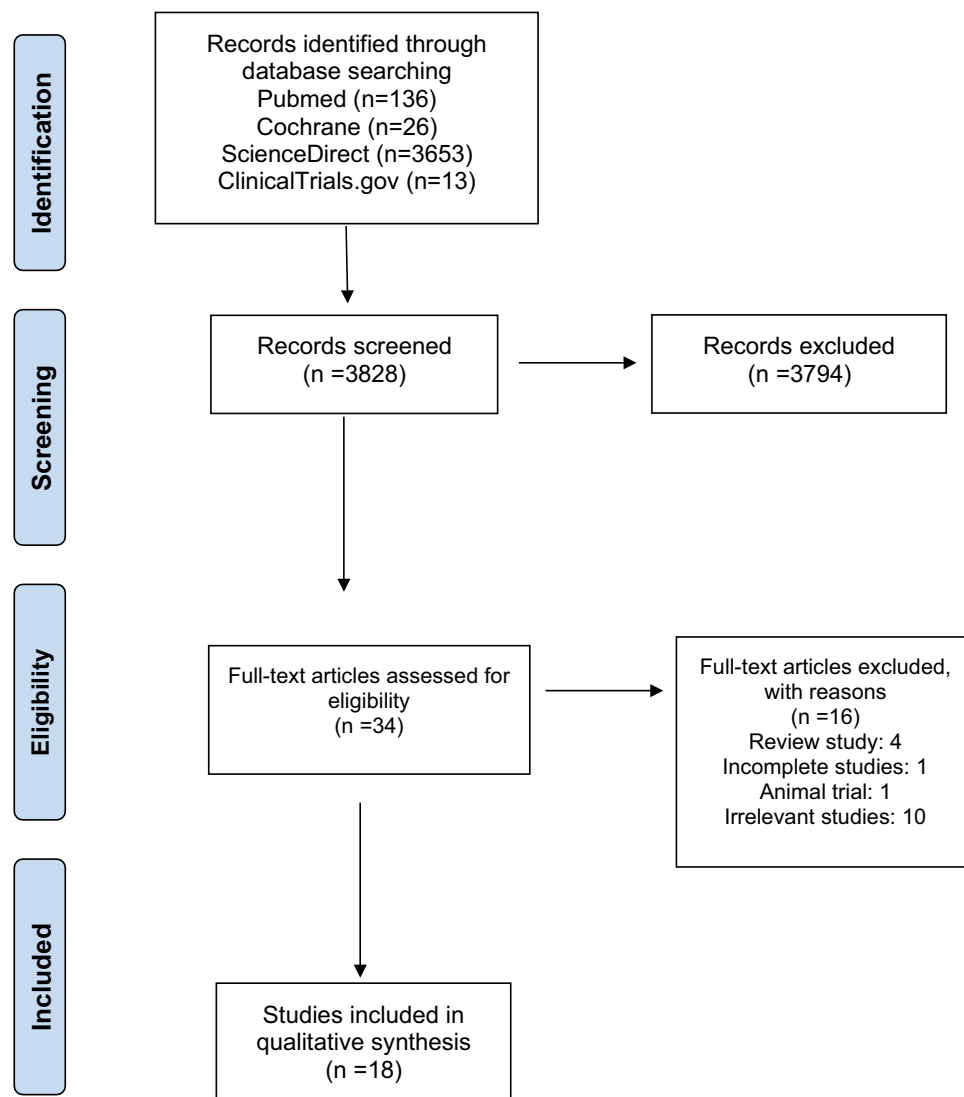 Identification
Records identified through
database searching
Pubmed (n=136)
Cochrane (n=26)
ScienceDirect (n=3653)
ClinicalTrials.gov (n=13)
Screening
Records screened
(n =3828)
Records excluded
(n =3794)
Eligibility
Full-text articles assessed for
eligibility
(n =34)
Full-text articles excluded,
with reasons
(n =16)
Review study: 4
Incomplete studies: 1
Animal trial: 1
Irrelevant studies: 10
Included
Studies included in
qualitative synthesis
(n =18)